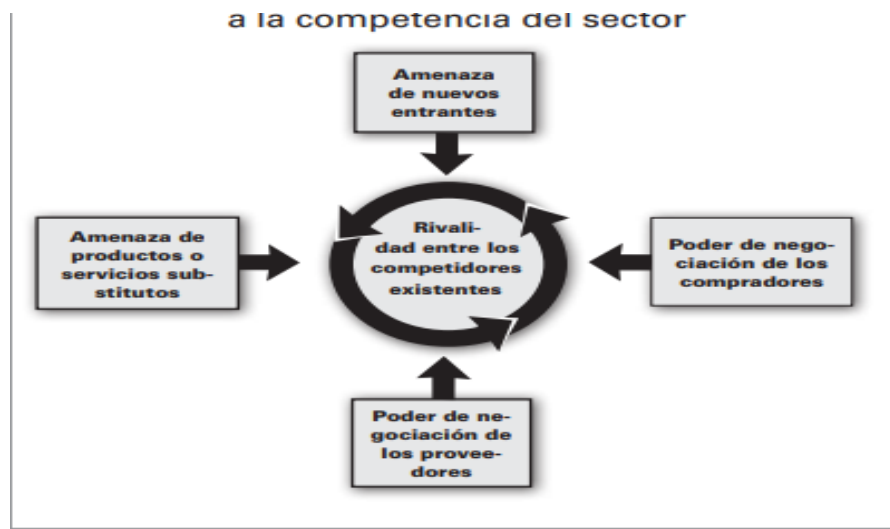 a la competencia del sector
Amenaza
de nuevos
entrantes
Amenaza de
productos o
servicios sub-
stitutos
Rivali-
dad entre los
competidores
existentes
Poder de nego-
ciación de los
compradores
Poder de ne-
gociación de
los provee-
dores